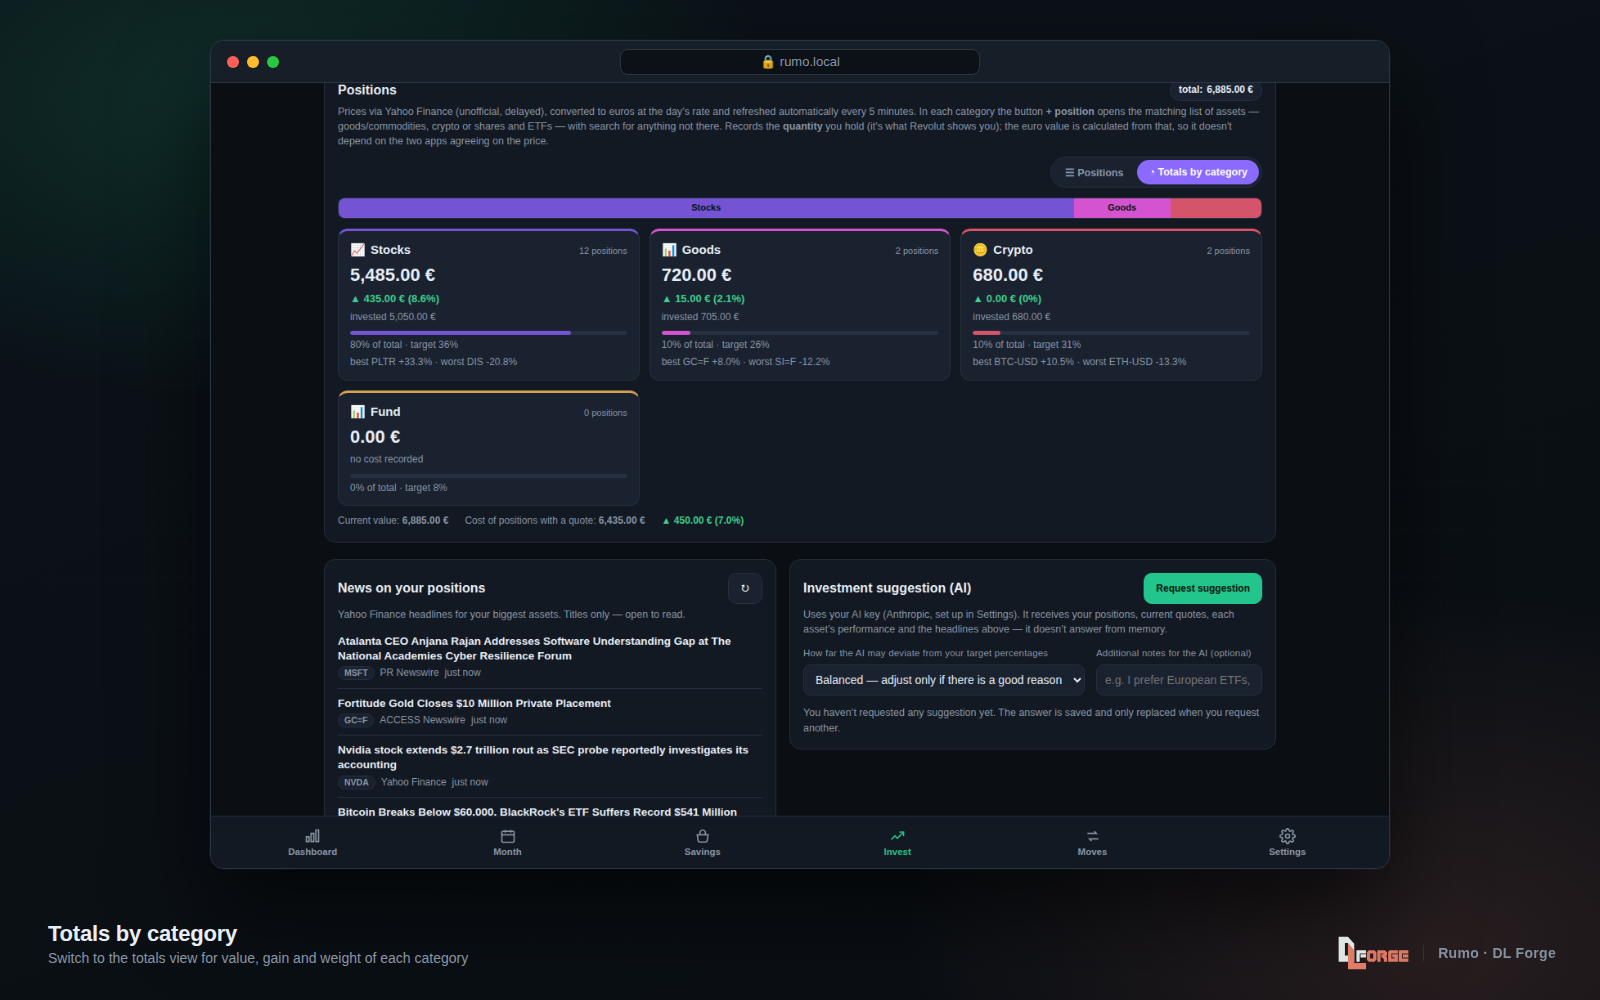 🔒 rumo.local
Positions
total: 6,885.00 €
Prices via Yahoo Finance (unofficial, delayed), converted to euros at the day's rate and refreshed automatically every 5 minutes. In each category the button + position opens the matching list of assets —
goods/commodities, crypto or shares and ETFs — with search for anything not there. Records the quantity you hold (it's what Revolut shows you); the euro value is calculated from that, so it doesn't
depend on the two apps agreeing on the price.
☰ Positions
Totals by category
Stocks
Goods
📈 Stocks
12 positions
5,485.00 €
▲ 435.00 € (8.6%)
invested 5,050.00 €
80% of total · target 36%
best PLTR +33.3% · worst DIS -20.8%
📊 Goods
2 positions
720.00 €
▲ 15.00 € (2.1%)
invested 705.00 €
10% of total · target 26%
best GC=F +8.0% · worst SI=F -12.2%
🪙 Crypto
2 positions
680.00 €
▲ 0.00 € (0%)
invested 680.00 €
10% of total · target 31%
best BTC-USD +10.5% · worst ETH-USD -13.3%
📊 Fund
0 positions
0.00 €
no cost recorded
0% of total · target 8%
Current value: 6,885.00 € Cost of positions with a quote: 6,435.00 € ▲ 450.00 € (7.0%)
News on your positions
↻
Yahoo Finance headlines for your biggest assets. Titles only — open to read.
Atalanta CEO Anjana Rajan Addresses Software Understanding Gap at The
National Academies Cyber Resilience Forum
MSFT PR Newswire just now
Fortitude Gold Closes $10 Million Private Placement
GC=F ACCESS Newswire just now
Nvidia stock extends $2.7 trillion rout as SEC probe reportedly investigates its
accounting
NVDA Yahoo Finance just now
Bitcoin Breaks Below $60,000. BlackRock's ETF Suffers Record $541 Million
Investment suggestion (AI)
Request suggestion
Uses your AI key (Anthropic, set up in Settings). It receives your positions, current quotes, each
asset's performance and the headlines above — it doesn't answer from memory.
How far the AI may deviate from your target percentages
Balanced — adjust only if there is a good reason
Additional notes for the AI (optional)
e.g. I prefer European ETFs,
You haven't requested any suggestion yet. The answer is saved and only replaced when you request
another.
Dashboard
Month
Savings
Invest
Moves
Settings
Totals by category
Switch to the totals view for value, gain and weight of each category
DL FORGE
Rumo · DL Forge